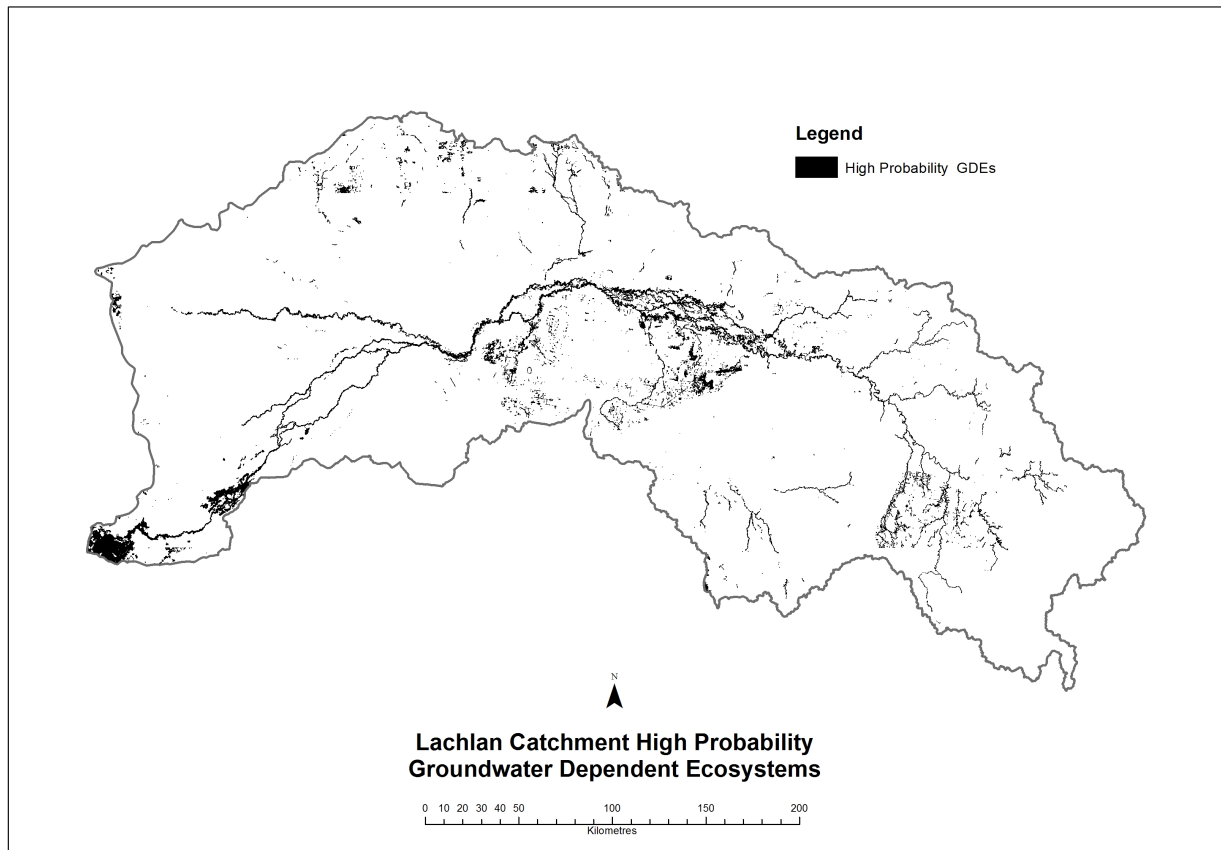 Legend
High Probability GDEs
N
Lachlan Catchment High Probability
Groundwater Dependent Ecosystems
0 10 20 30 40 50 100 150 200
Kilometres